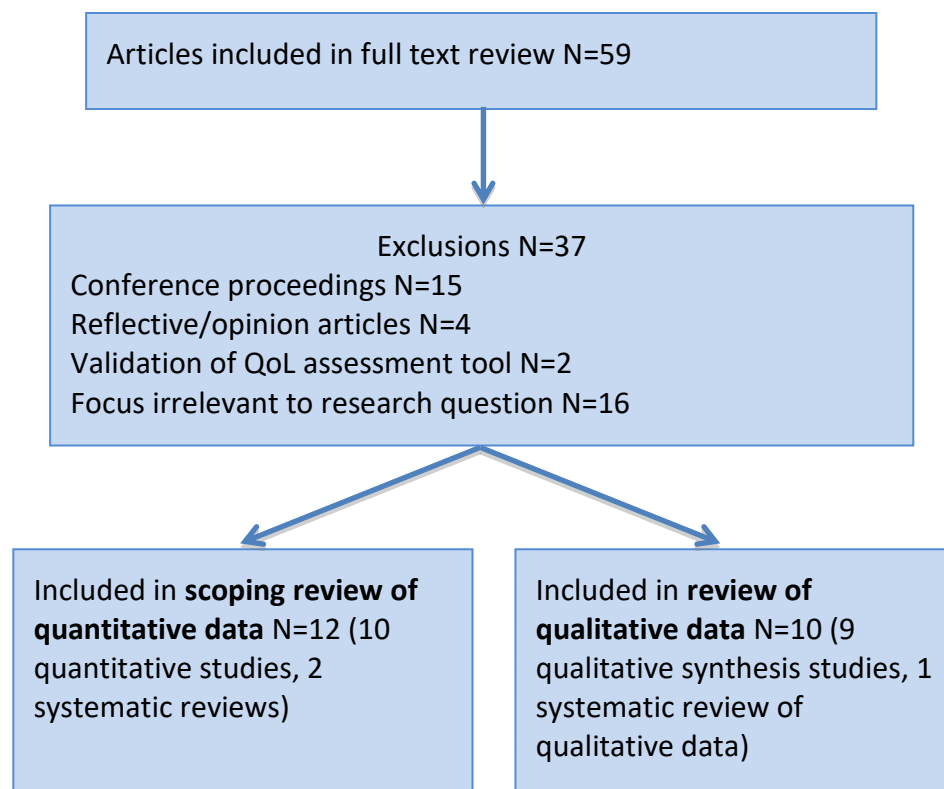 Articles included in full text review N=59
Exclusions N=37
Conference proceedings N=15
Reflective/opinion articles N=4
Validation of QoL assessment tool N=2
Focus irrelevant to research question N=16
Included in scoping review of
quantitative data N=12 (10
quantitative studies, 2
systematic reviews)
Included in review of
qualitative data N=10 (9
qualitative synthesis studies, 1
systematic review of
qualitative data)